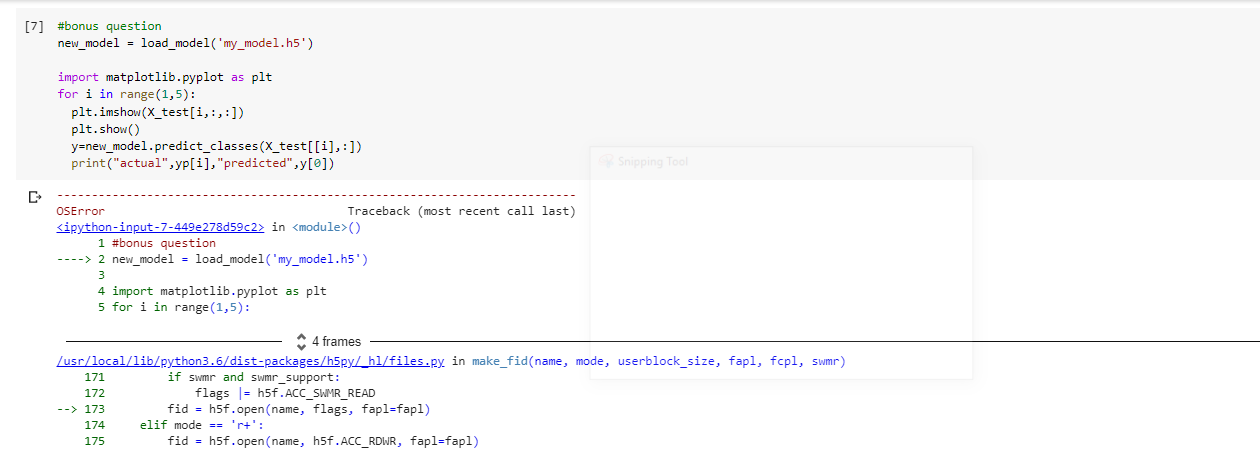 [7] #bonus question
new_model = load_model('my_model.h5')
import matplotlib.pyplot as plt
for i in range(1,5):
  plt.imshow(X_test[i,:,:])
  plt.show()
  y=new_model.predict_classes(X_test[[i],:])
  print("actual",yp[i],"predicted",y[0])
Snipping Tool
---------------------------------------------------------------------------
OSError                                   Traceback (most recent call last)
<ipython-input-7-449e278d59c2> in <module>()
      1 #bonus question
----> 2 new_model = load_model('my_model.h5')
      3
      4 import matplotlib.pyplot as plt
      5 for i in range(1,5):
4 frames
/usr/local/lib/python3.6/dist-packages/h5py/_hl/files.py in make_fid(name, mode, userblock_size, fapl, fcpl, swmr)
    171         if swmr and swmr_support:
    172             flags |= h5f.ACC_SWMR_READ
--> 173         fid = h5f.open(name, flags, fapl=fapl)
    174     elif mode == 'r+':
    175         fid = h5f.open(name, h5f.ACC_RDWR, fapl=fapl)